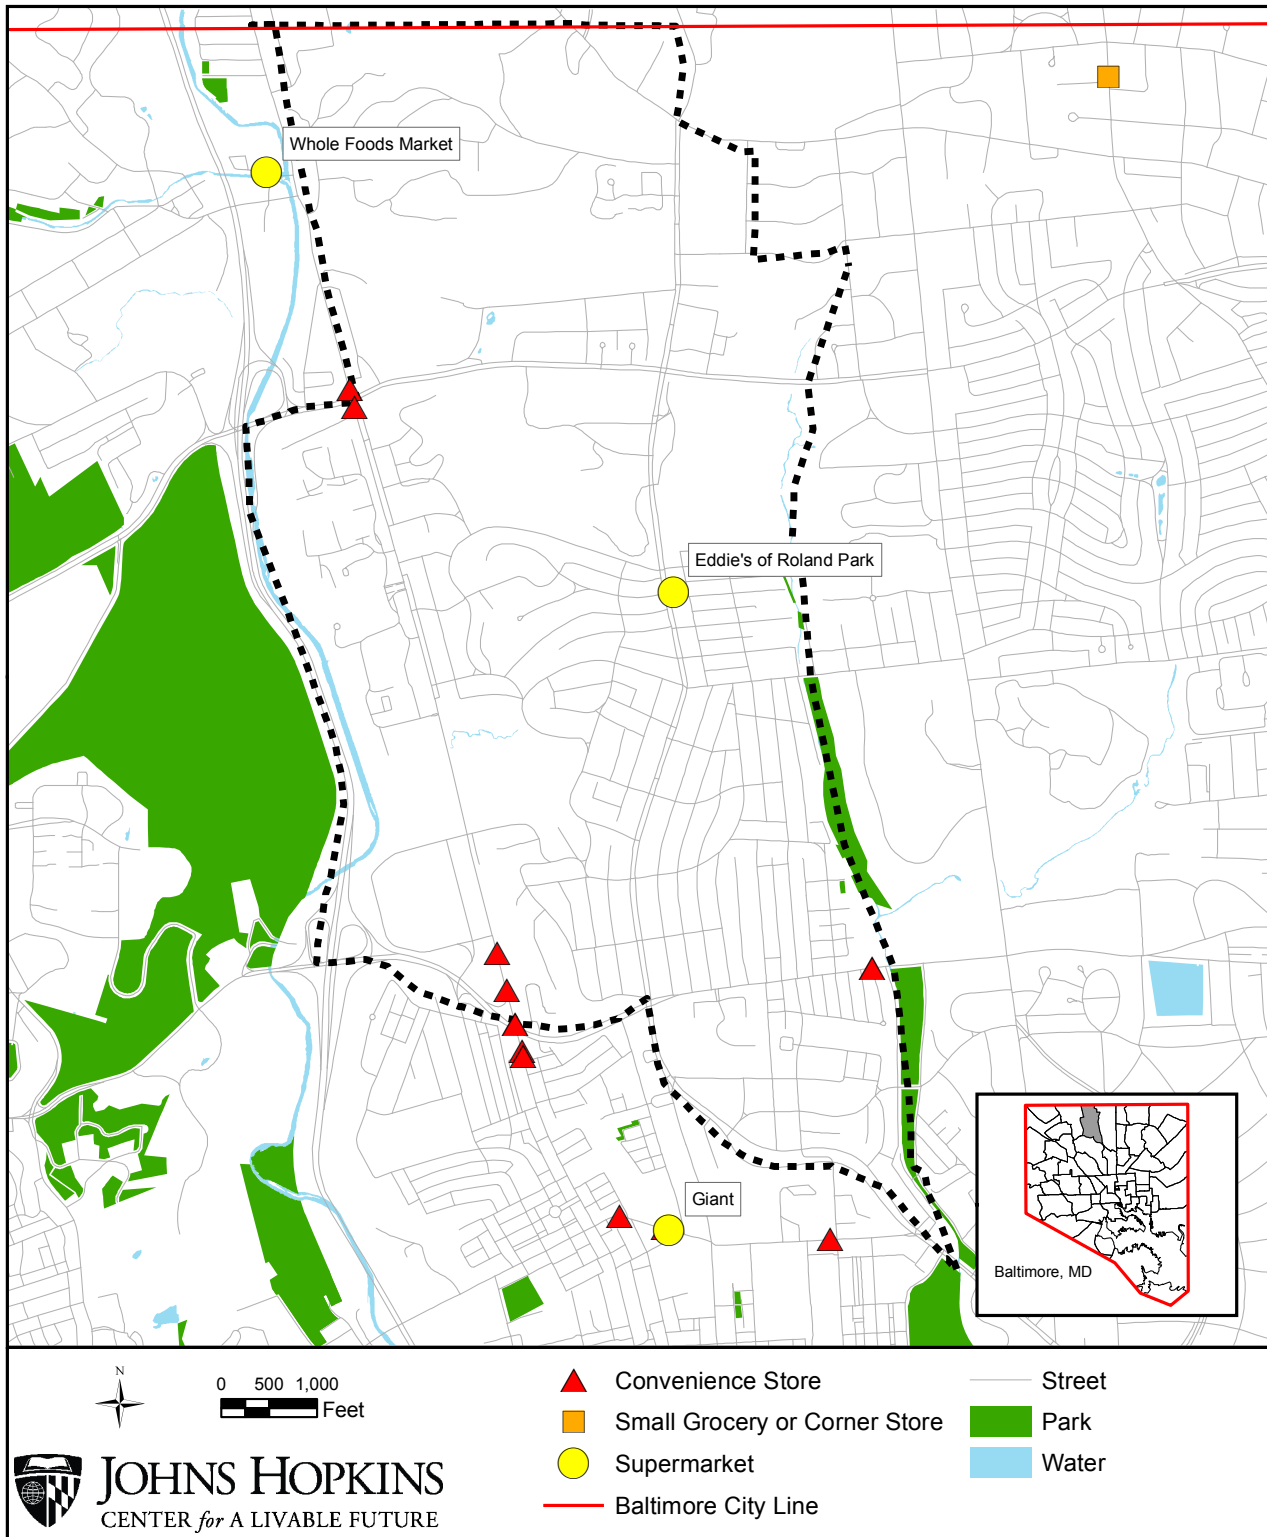 Whole Foods Market
Eddie's of Roland Park
Giant
Baltimore, MD
N
0 500 1,000
Feet
Convenience Store
Small Grocery or Corner Store
Supermarket
Baltimore City Line
Street
Park
Water
JOHNS HOPKINS
CENTER for A LIVABLE FUTURE